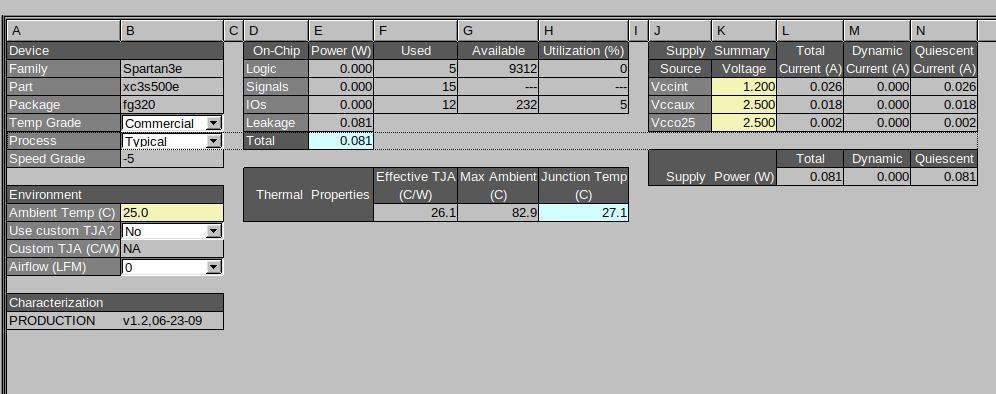 A B C D E F G H I J K L M N
Device On-Chip Power (W) Used Available Utilization (%) Supply Summary Total Dynamic Quiescent
Family Spartan3e Logic 0.000 5 9312 0 Source Voltage Current (A) Current (A) Current (A)
Part xc3s500e Signals 0.000 15 --- --- Vccint 1.200 0.026 0.000 0.026
Package fg320 IOs 0.000 12 232 5 Vccaux 2.500 0.018 0.000 0.018
Temp Grade Commercial Leakage 0.081 Vcco25 2.500 0.002 0.000 0.002
Process Typical Total 0.081
Speed Grade -5 Total Dynamic Quiescent
Supply Power (W) 0.081 0.000 0.081
Effective TJA Max Ambient Junction Temp
Environment Thermal Properties (C/W) (C) (C)
Ambient Temp (C) 25.0 26.1 82.9 27.1
Use custom TJA? No
Custom TJA (C/W) NA
Airflow (LFM) 0
Characterization
PRODUCTION v1.2,06-23-09